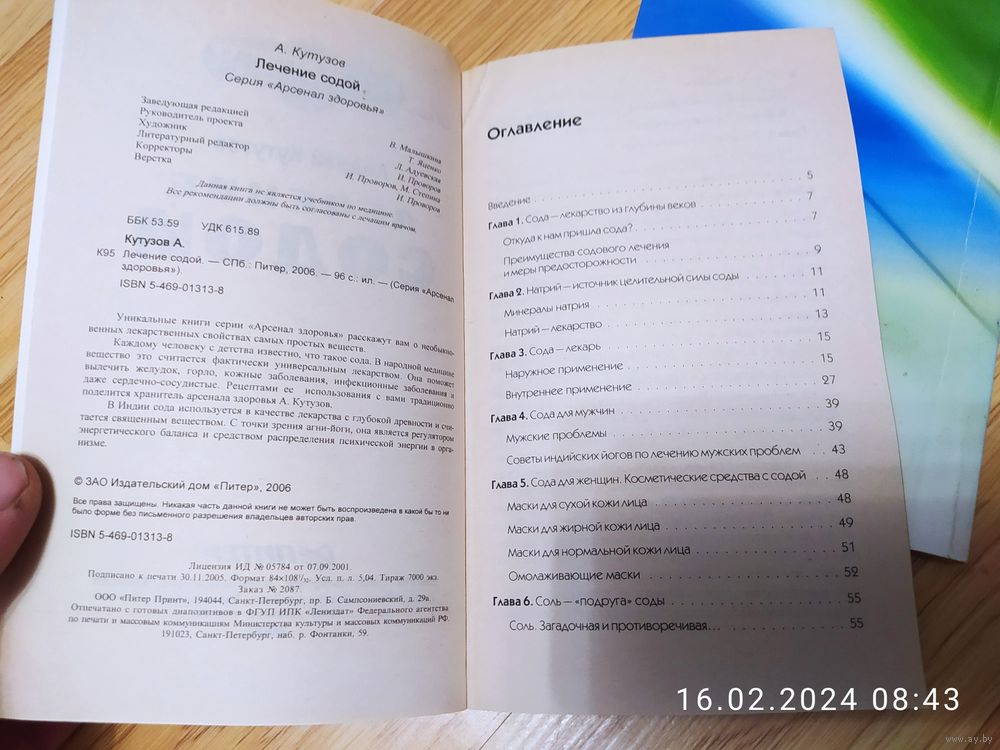 А. Кутузов
Лечение содой
Серия «Арсенал здоровья»
Заведующая редакцией В. Малышкина
Руководитель проекта Т. Яценко
Художник Л. Адуевская
Литературный редактор И. Проворов
Корректоры И. Проворов, М. Степина
Верстка И. Проворов
Данная книга не является учебником по медицине.
Все рекомендации должны быть согласованы с лечащим врачом.
ББК 53.59 УДК 615.89
Кутузов А.
К95 Лечение содой. — СПб.: Питер, 2006. — 96 с.: ил. — (Серия «Арсенал
здоровья»).
ISBN 5-469-01313-8
Уникальные книги серии «Арсенал здоровья» расскажут вам о необыкно-
венных лекарственных свойствах самых простых веществ.
Каждому человеку с детства известно, что такое сода. В народной медицине
вещество это считается фактически универсальным лекарством. Она поможет
вылечить желудок, горло, кожные заболевания, инфекционные заболевания и
даже сердечно-сосудистые. Рецептами ее использования с вами традиционно
поделится хранитель арсенала здоровья А. Кутузов.
В Индии сода используется в качестве лекарства с глубокой древности и счи-
тается священным веществом. С точки зрения агни-йоги, она является регулятором
энергетического баланса и средством распределения психической энергии в орга-
низме.
© ЗАО Издательский дом «Питер», 2006
Все права защищены. Никакая часть данной книги не может быть воспроизведена в какой бы то ни
было форме без письменного разрешения владельцев авторских прав.
ISBN 5-469-01313-8
Лицензия ИД № 05784 от 07.09.2001.
Подписано к печати 30.11.2005. Формат 84×108¹/₃₂. Усл. п. л. 5,04. Тираж 7000 экз.
Заказ № 2087.
ООО «Питер Принт», 194044, Санкт-Петербург, пр. Б. Сампсониевский, д. 29а.
Отпечатано с готовых диапозитивов в ФГУП ИПК «Лениздат» Федерального агентства
по печати и массовым коммуникациям Министерства культуры и массовых коммуникаций РФ.
191023, Санкт-Петербург, наб. р. Фонтанки, 59.
Оглавление
Введение 5
Глава 1. Сода — лекарство из глубины веков 7
Откуда к нам пришла сода? 7
Преимущества содового лечения
и меры предосторожности 9
Глава 2. Натрий — источник целительной силы соды 11
Минералы натрия 11
Натрий — лекарство 13
Глава 3. Сода — лекарь 15
Наружное применение 15
Внутреннее применение 27
Глава 4. Сода для мужчин 39
Мужские проблемы 39
Советы индийских йогов по лечению мужских проблем 43
Глава 5. Сода для женщин. Косметические средства с содой 48
Маски для сухой кожи лица 48
Маски для жирной кожи лица 49
Маски для нормальной кожи лица 51
Омолаживающие маски 52
Глава 6. Соль — «подруга» соды 55
Соль. Загадочная и противоречивая... 55
16.02.2024 08:43
www.ay.by